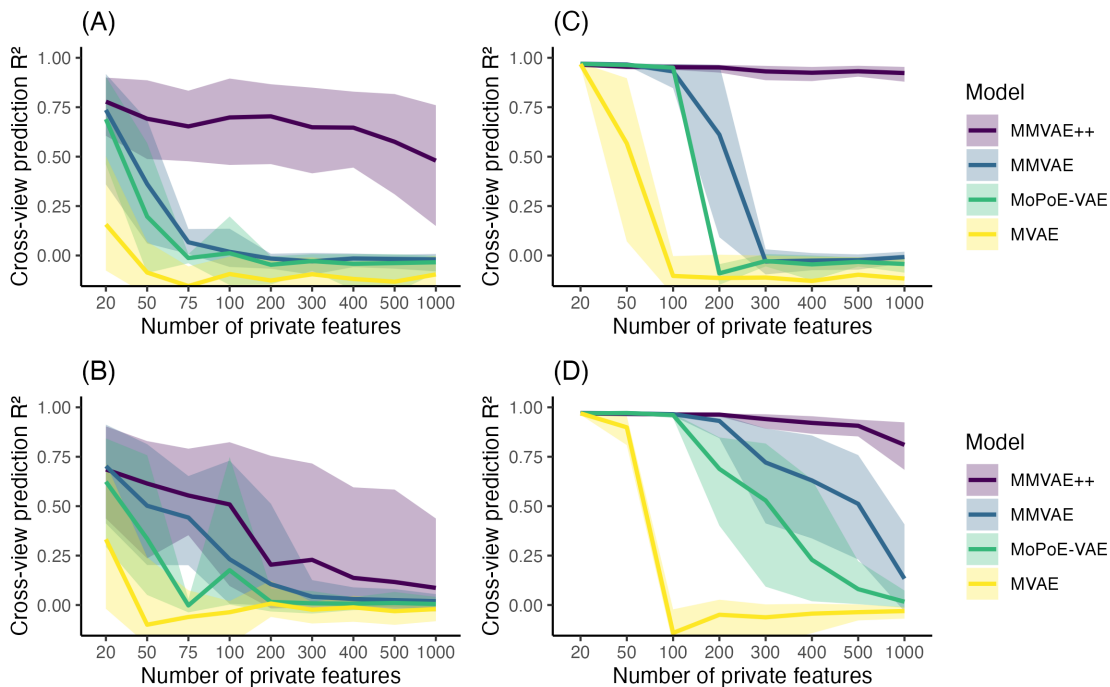 (A)
Cross-view prediction R²
1.00
0.75
0.50
0.25
0.00
20 50 75 100 200 300 400 500 1000
Number of private features
(C)
Cross-view prediction R²
1.00
0.75
0.50
0.25
0.00
20 50 100 200 300 400 500 1000
Number of private features
Model
MMVAE++
MMVAE
MoPoE-VAE
MVAE
(B)
Cross-view prediction R²
1.00
0.75
0.50
0.25
0.00
20 50 75 100 200 300 400 500 1000
Number of private features
(D)
Cross-view prediction R²
1.00
0.75
0.50
0.25
0.00
20 50 100 200 300 400 500 1000
Number of private features
Model
MMVAE++
MMVAE
MoPoE-VAE
MVAE